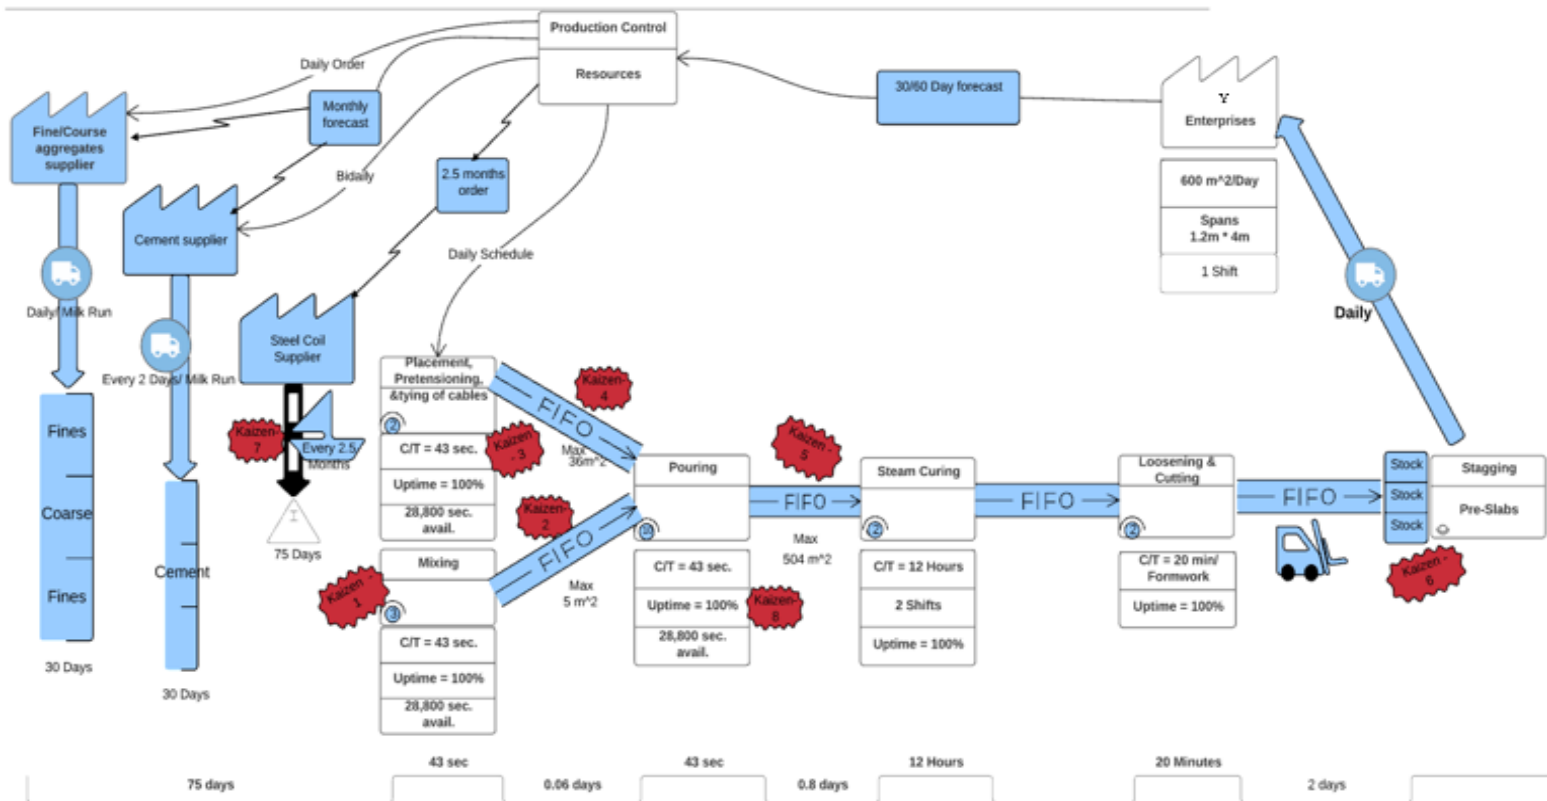 Production Control
Resources
Daily Order
Monthly
forecast
Bidaily
2.5 months
order
Daily Schedule
30/60 Day forecast
Y
Enterprises
600 m^2/Day
Spans
1.2m * 4m
1 Shift
Daily
Fine/Course
aggregates
supplier
Daily/ Milk Run
Cement supplier
Every 2 Days/ Milk Run
Steel Coil
Supplier
Kaizen-
7
Every 2.5
Months
I
75 Days
Fines
Coarse
Fines
30 Days
Cement
30 Days
Placement,
Pretensioning,
&tying of cables
2
C/T = 43 sec.
Uptime = 100%
28,800 sec.
avail.
FIFO
Kaizen-
4
Kaizen
- 3
Max
36m^2
Mixing
3
C/T = 43 sec.
Uptime = 100%
28,800 sec.
avail.
Kaizen -
1
Kaizen-
2
FIFO
Max
5 m^2
Pouring
10
C/T = 43 sec.
Uptime = 100%
28,800 sec.
avail.
Kaizen-
8
Kaizen -
5
FIFO
Max
504 m^2
Steam Curing
2
C/T = 12 Hours
2 Shifts
Uptime = 100%
FIFO
Loosening &
Cutting
2
C/T = 20 min/
Formwork
Uptime = 100%
FIFO
Stock
Stock
Stock
Stagging
Pre-Slabs
Kaizen -
6
75 days
43 sec
0.06 days
43 sec
0.8 days
12 Hours
20 Minutes
2 days